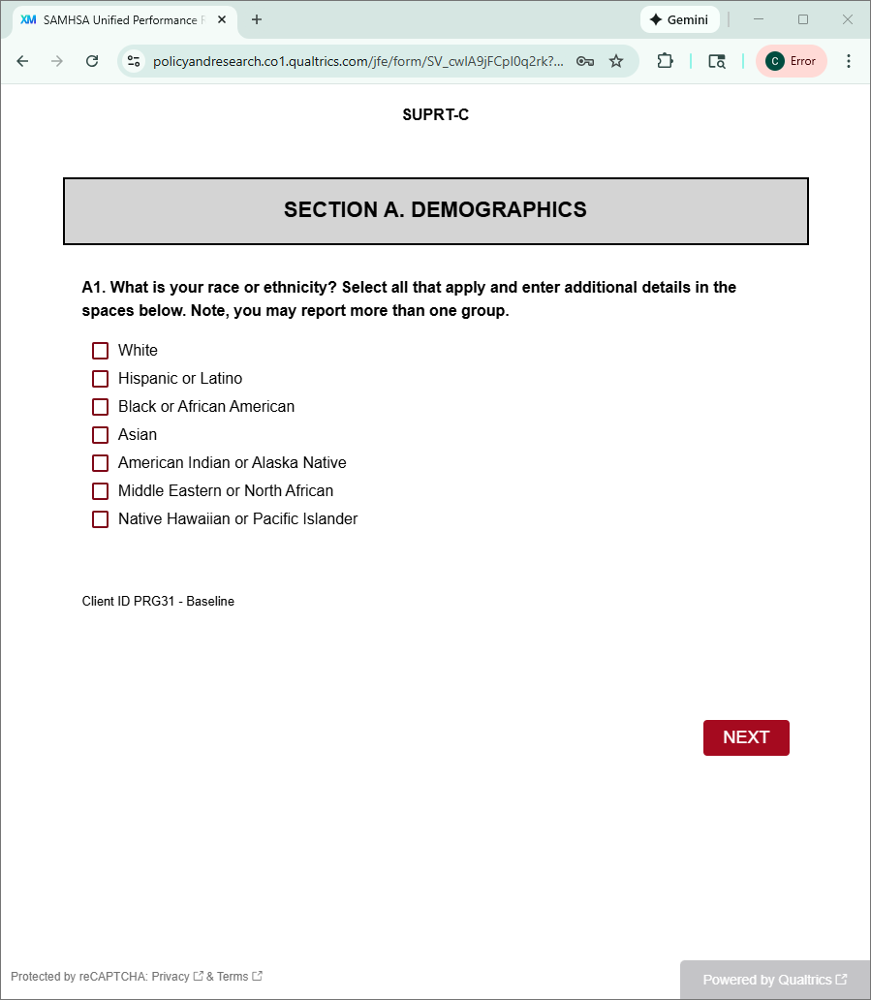 XM SAMHSA Unified Performance R
Gemini
policyandresearch.co1.qualtrics.com/jfe/form/SV_cwlA9jFCpI0q2rk?...
C Error
SUPRT-C
SECTION A. DEMOGRAPHICS
A1. What is your race or ethnicity? Select all that apply and enter additional details in the
spaces below. Note, you may report more than one group.
White
Hispanic or Latino
Black or African American
Asian
American Indian or Alaska Native
Middle Eastern or North African
Native Hawaiian or Pacific Islander
Client ID PRG31 - Baseline
NEXT
Protected by reCAPTCHA: Privacy & Terms
Powered by Qualtrics